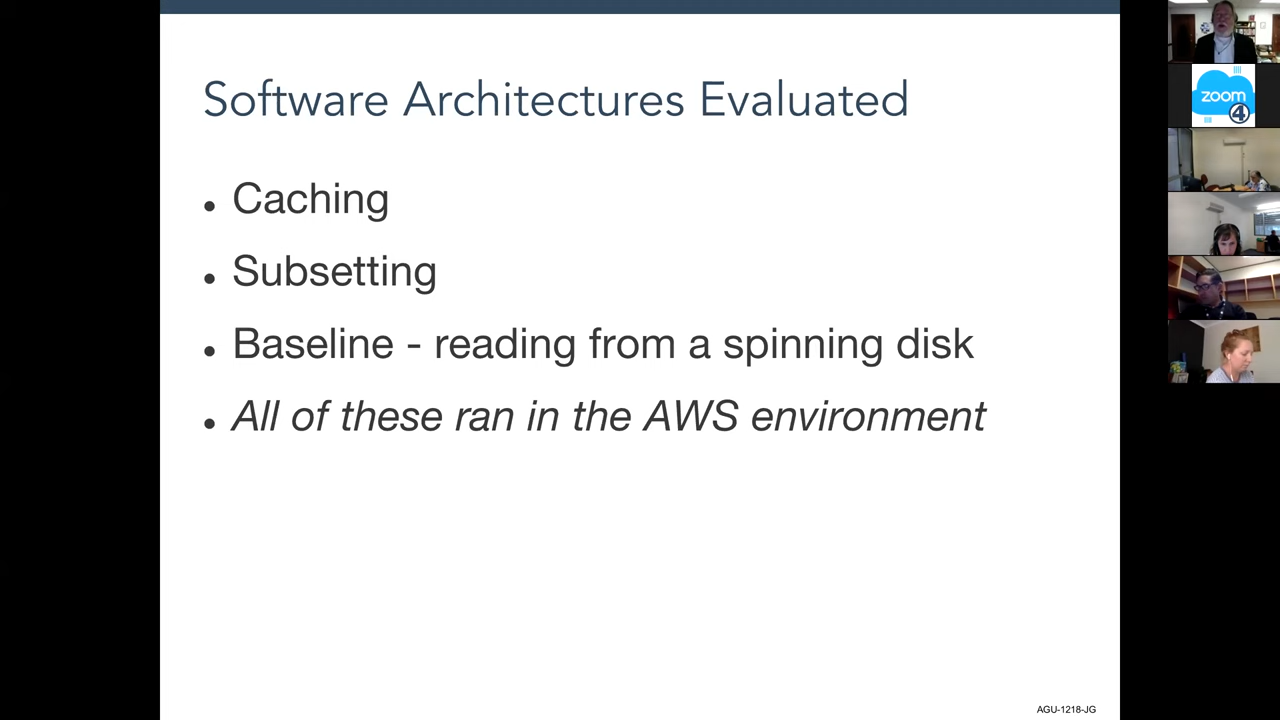 Software Architectures Evaluated
Caching
Subsetting
Baseline - reading from a spinning disk
All of these ran in the AWS environment
AGU-1218-JG
zoom
4